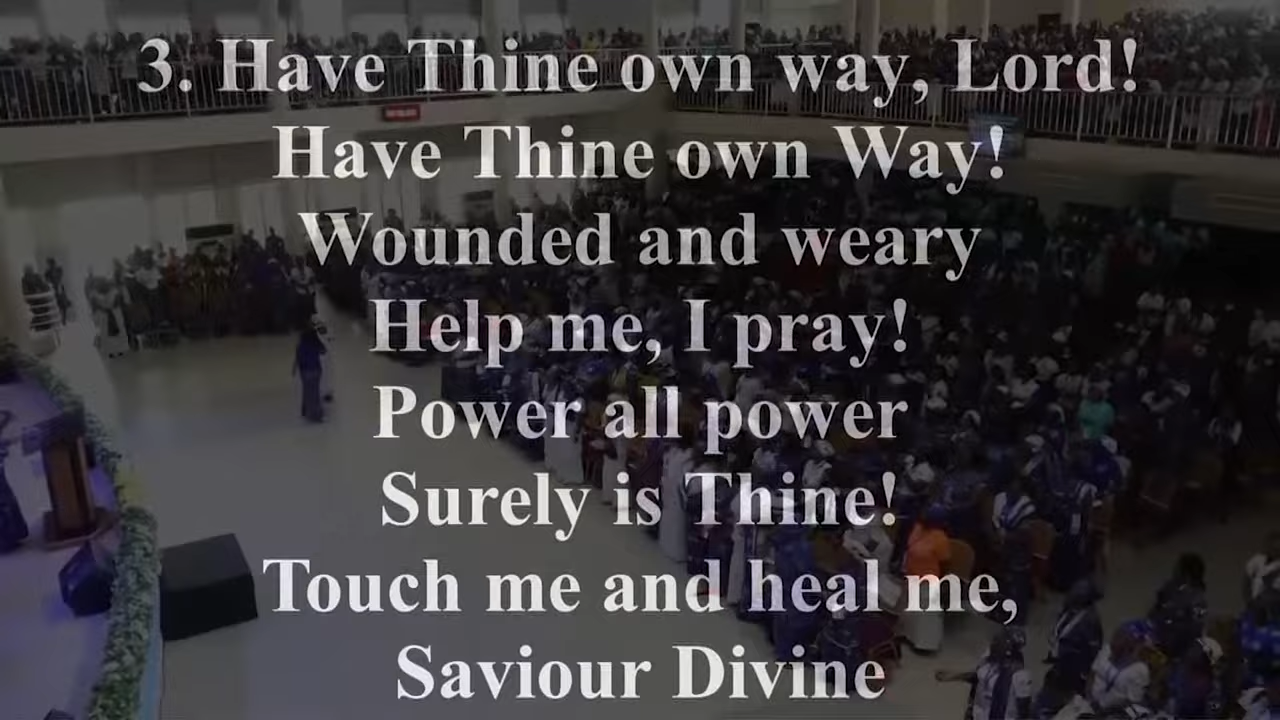 3. Have Thine own way, Lord!
Have Thine own Way!
Wounded and weary
Help me, I pray!
Power all power
Surely is Thine!
Touch me and heal me,
Saviour Divine